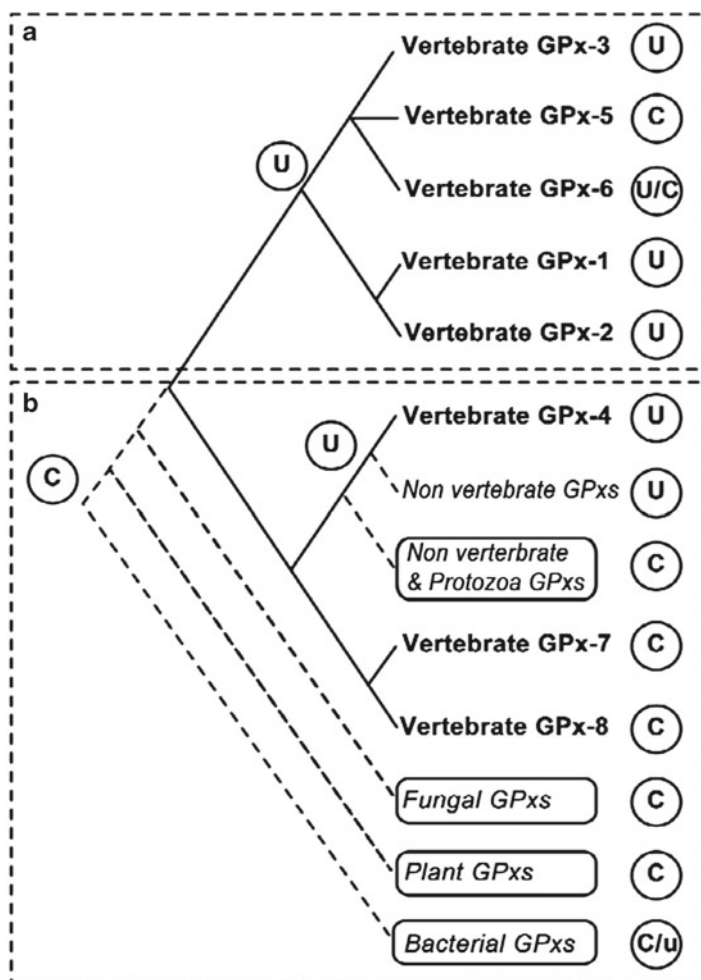 a
Vertebrate GPx-3 U
Vertebrate GPx-5 C
U
Vertebrate GPx-6 U/C
Vertebrate GPx-1 U
Vertebrate GPx-2 U
b
Vertebrate GPx-4 U
U
C
Non vertebrate GPxs U
Non verterbrate
& Protozoa GPxs C
Vertebrate GPx-7 C
Vertebrate GPx-8 C
Fungal GPxs C
Plant GPxs C
Bacterial GPxs C/u